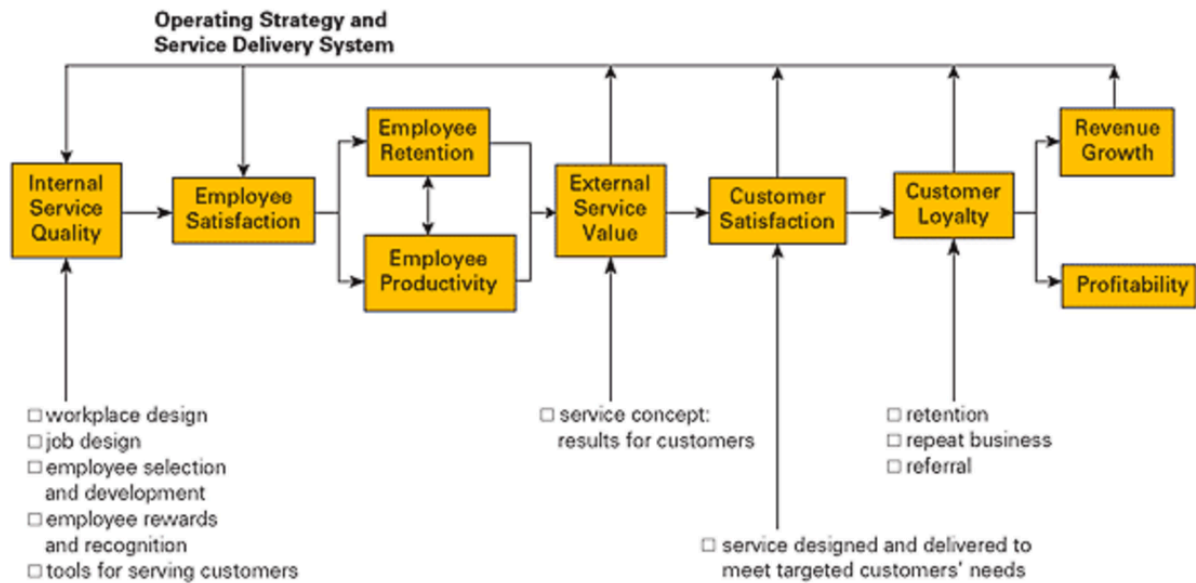 Operating Strategy and
Service Delivery System
Internal
Service
Quality
Employee
Satisfaction
Employee
Retention
Employee
Productivity
External
Service
Value
Customer
Satisfaction
Customer
Loyalty
Revenue
Growth
Profitability
□ workplace design
□ job design
□ employee selection
and development
□ employee rewards
and recognition
□ tools for serving customers
□ service concept:
results for customers
□ service designed and delivered to
meet targeted customers' needs
□ retention
□ repeat business
□ referral